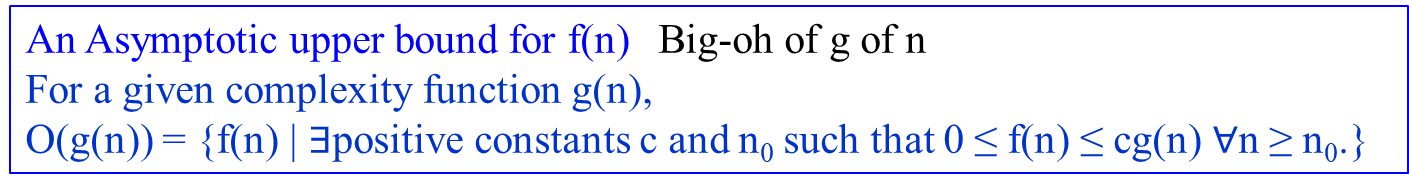 An Asymptotic upper bound for f(n) Big-oh of g of n
For a given complexity function g(n),
O(g(n)) = {f(n) | ∃positive constants c and n₀ such that 0 ≤ f(n) ≤ cg(n) ∀n ≥ n₀.}